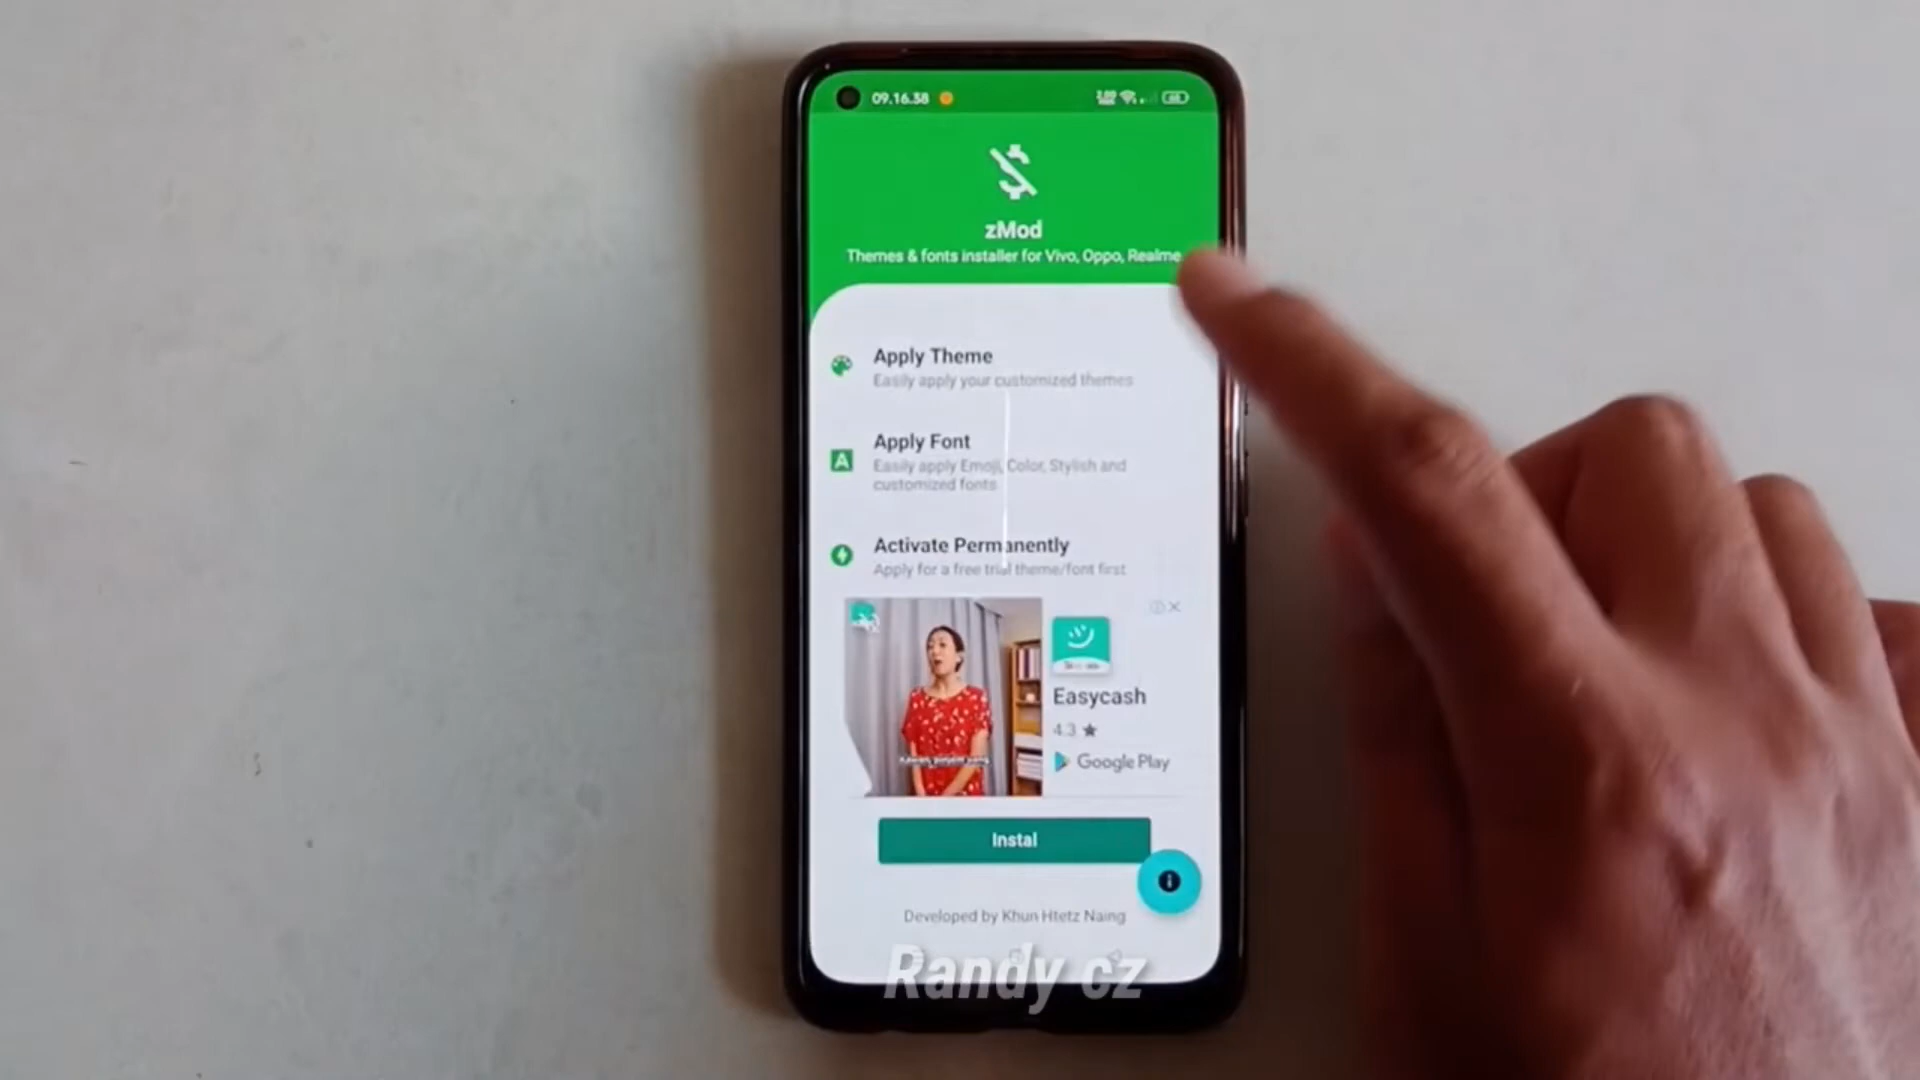 09.16.38
zMod
Themes & fonts installer for Vivo, Oppo, Realme
Apply Theme
Easily apply your customized themes
A
Apply Font
Easily apply Emoji, Color, Stylish and
customized fonts
Activate Permanently
Apply for a free trial theme/font first
Easycash
4.3 ★
Google Play
Instal
Developed by Khun Htetz Naing
Randy cz